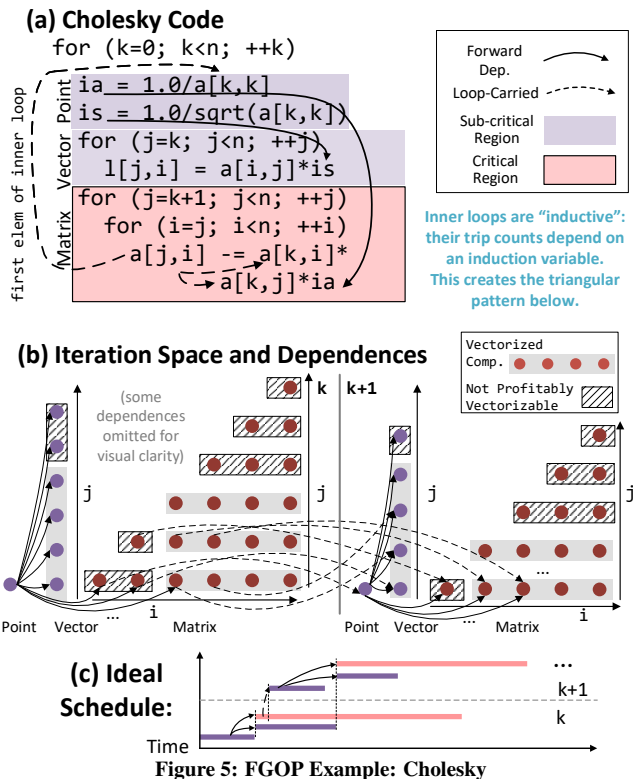 (a) Cholesky Code
for (k=0; k<n; ++k)
Point
ia = 1.0/a[k,k]
is = 1.0/sqrt(a[k,k])
Vector
for (j=k; j<n; ++j)
l[j,i] = a[i,j]*is
Matrix
for (j=k+1; j<n; ++j)
for (i=j; i<n; ++i)
a[j,i] -= a[k,i]*
a[k,j]*ia
first elem of inner loop
Forward
Dep.
Loop-Carried
Sub-critical
Region
Critical
Region
Inner loops are “inductive”:
their trip counts depend on
an induction variable.
This creates the triangular
pattern below.
(b) Iteration Space and Dependences
Vectorized
Comp.
Not Profitably
Vectorizable
(some
dependences
omitted for
visual clarity)
k
k+1
j
j
j
j
...
...
...
i
i
Point
Vector
Matrix
Point
Vector
Matrix
(c) Ideal
Schedule:
...
k+1
k
Time
Figure 5: FGOP Example: Cholesky